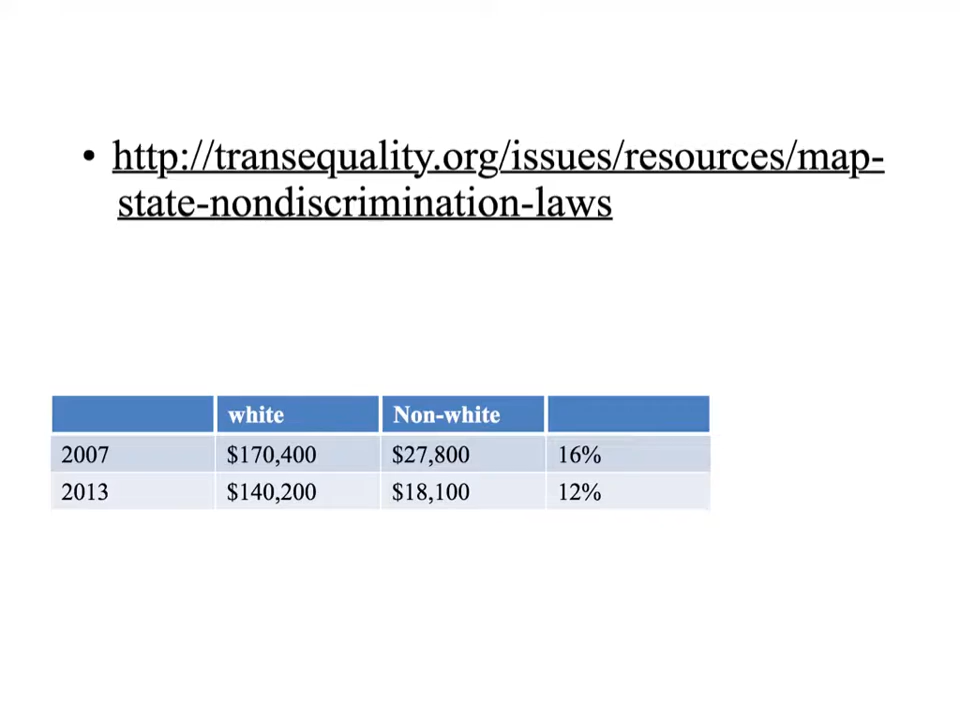 • http://transequality.org/issues/resources/map-
state-nondiscrimination-laws
white Non-white
2007 $170,400 $27,800 16%
2013 $140,200 $18,100 12%